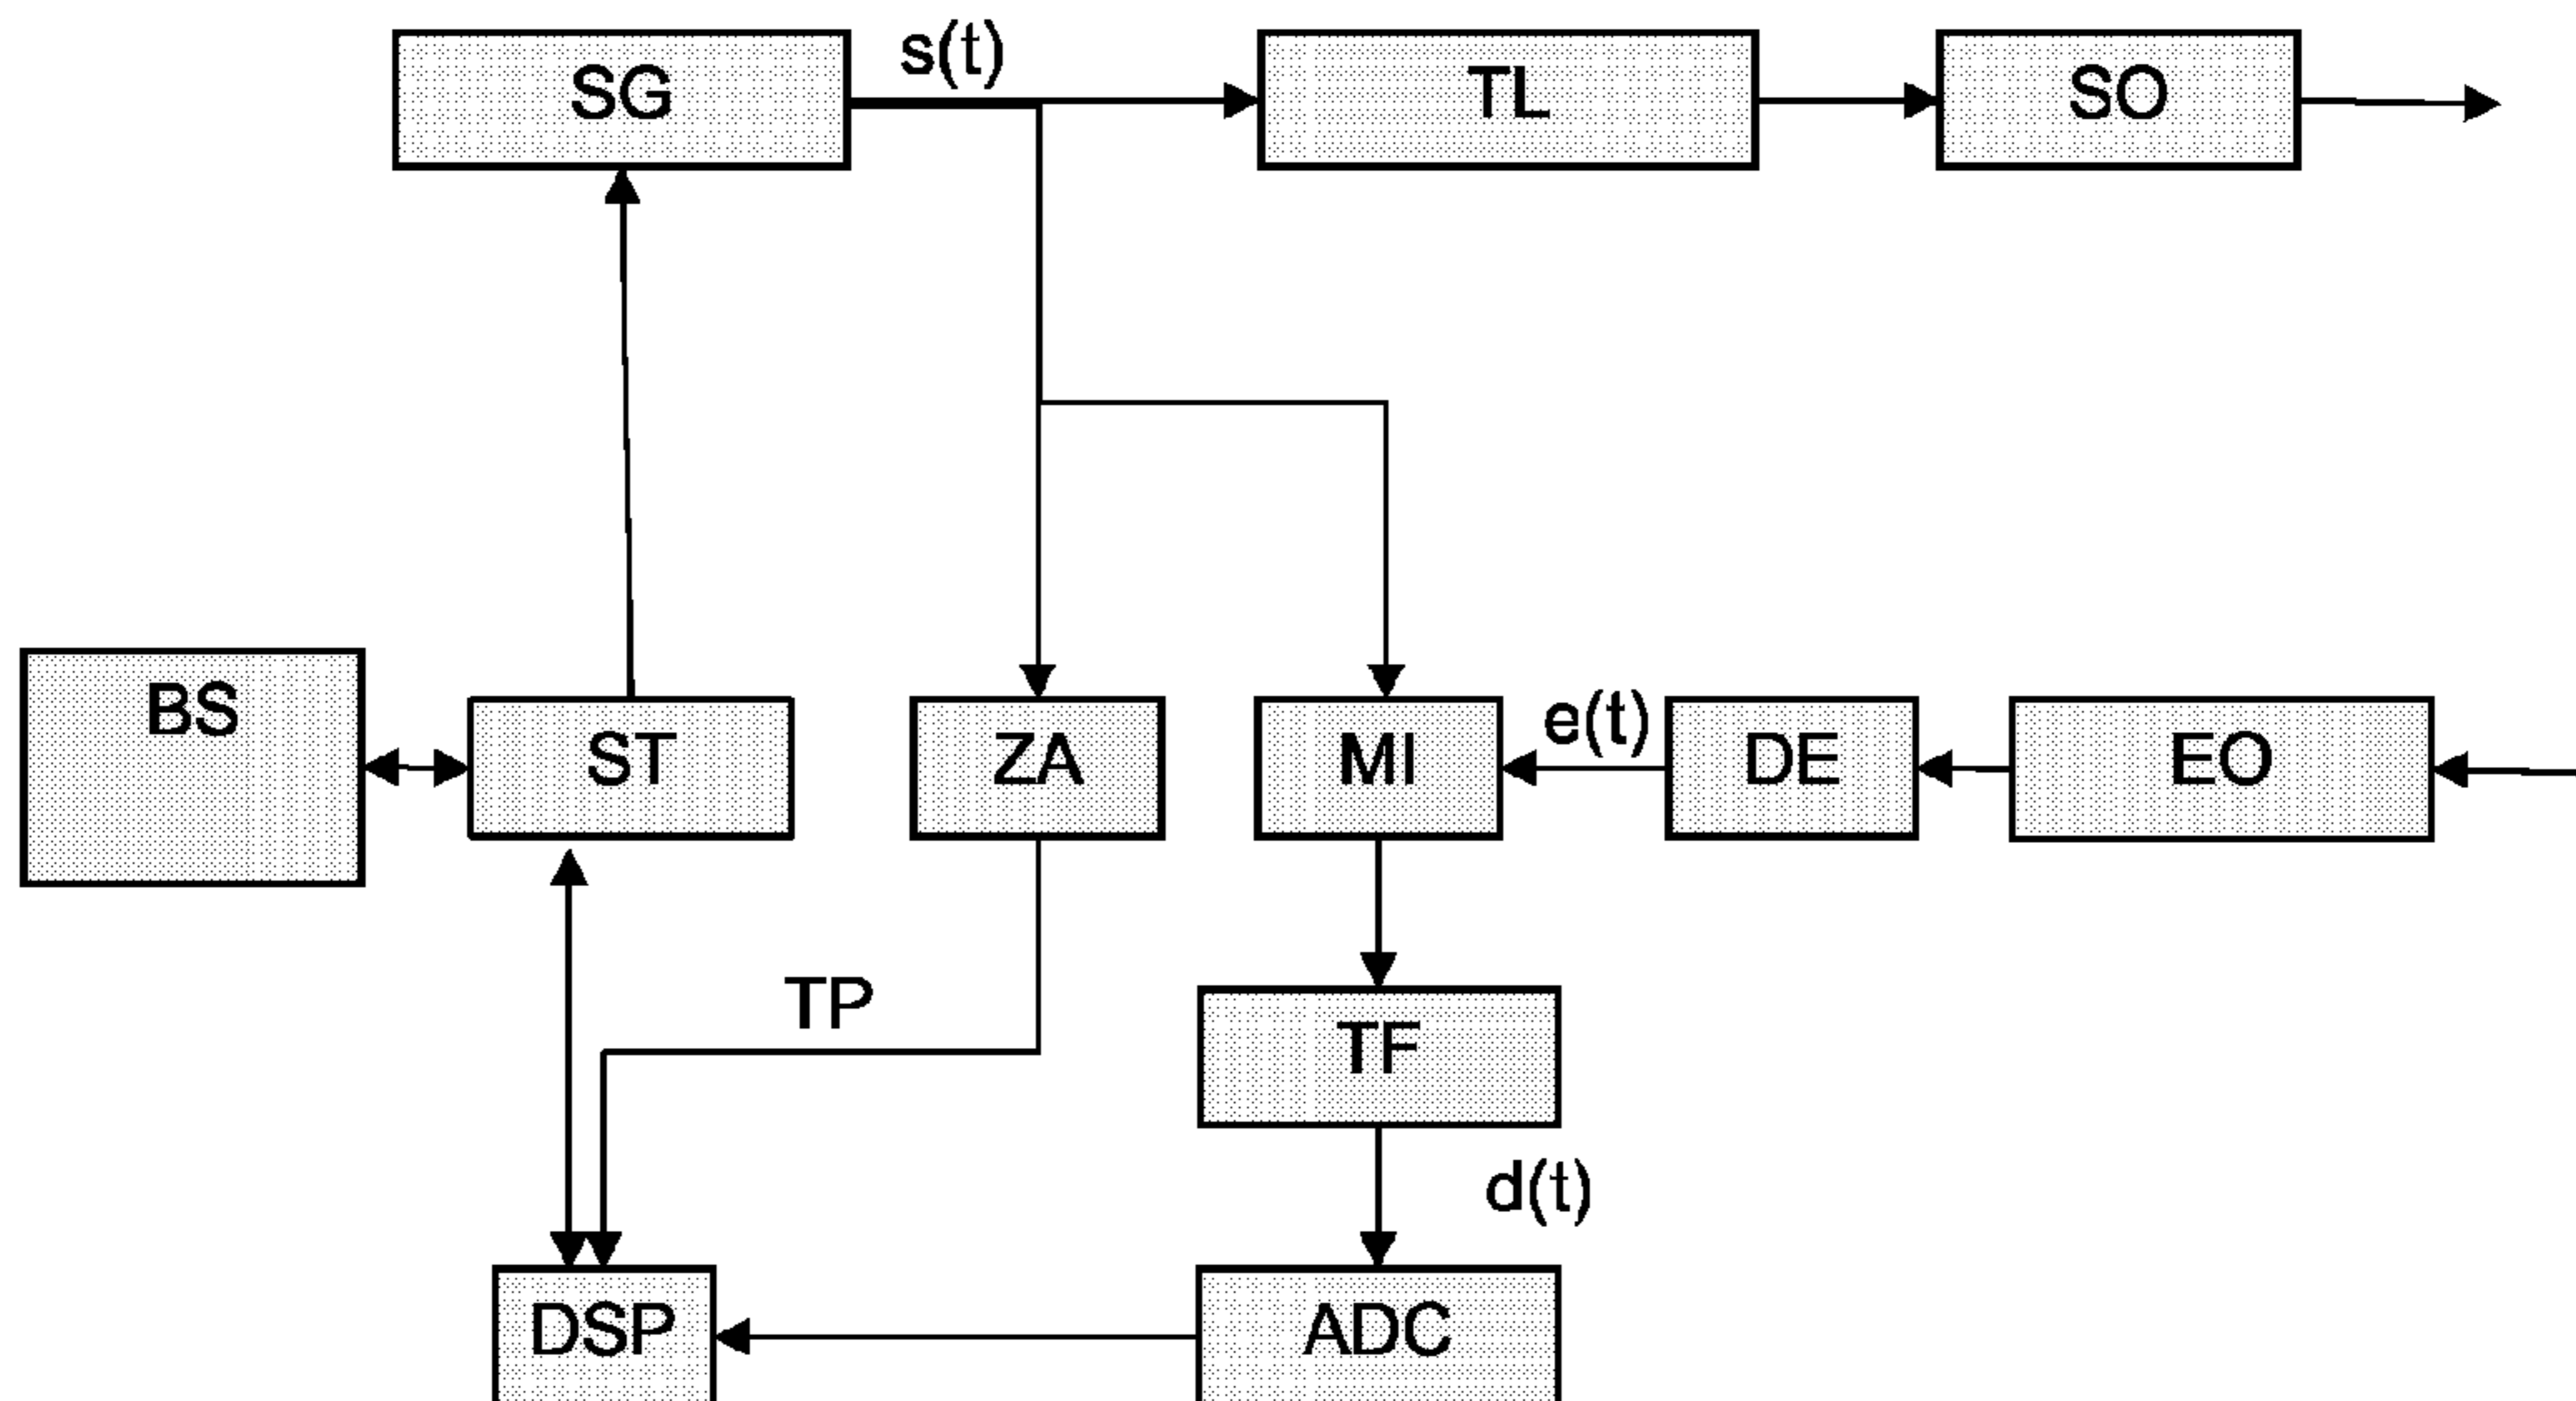 SG
s(t)
TL
SO
BS
ST
ZA
MI
e(t)
DE
EO
TP
TF
d(t)
DSP
ADC